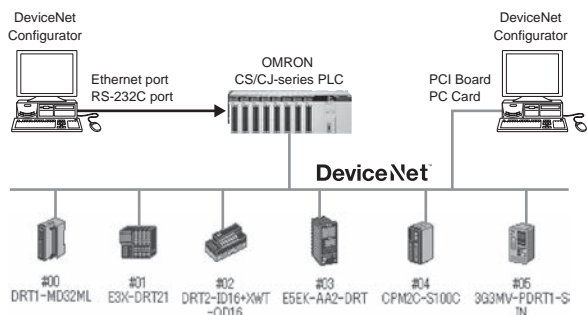 DeviceNet
Configurator
DeviceNet
Configurator
OMRON
CS/CJ-series PLC
Ethernet port
RS-232C port
PCI Board
PC Card
DeviceNet
#00
DRT1-MD32ML
#01
E3X-DRT21
#02
DRT2-ID16+XWT
-OD16
#03
E5EK-AA2-DRT
#04
CPM2C-S100C
#05
3G3MV-PDRT1-S
IN